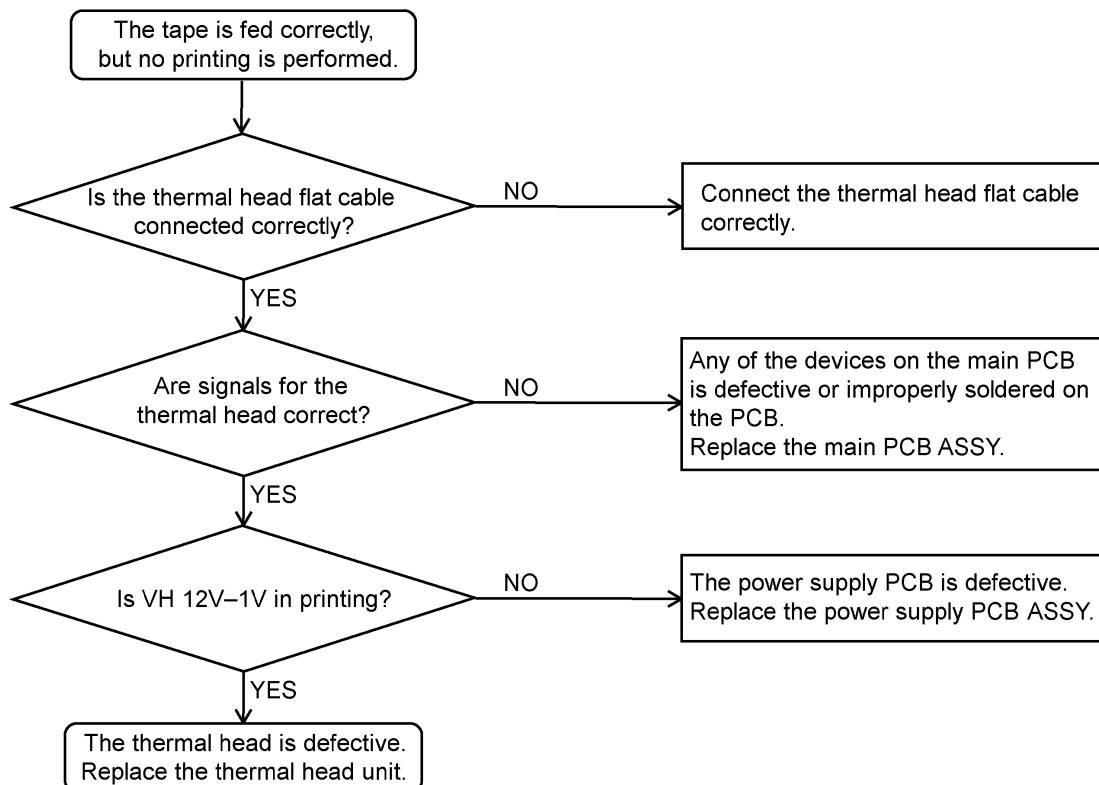 The tape is fed correctly,
but no printing is performed.
Is the thermal head flat cable
connected correctly?
NO
Connect the thermal head flat cable
correctly.
YES
Are signals for the
thermal head correct?
NO
Any of the devices on the main PCB
is defective or improperly soldered on
the PCB.
Replace the main PCB ASSY.
YES
Is VH 12V–1V in printing?
NO
The power supply PCB is defective.
Replace the power supply PCB ASSY.
YES
The thermal head is defective.
Replace the thermal head unit.